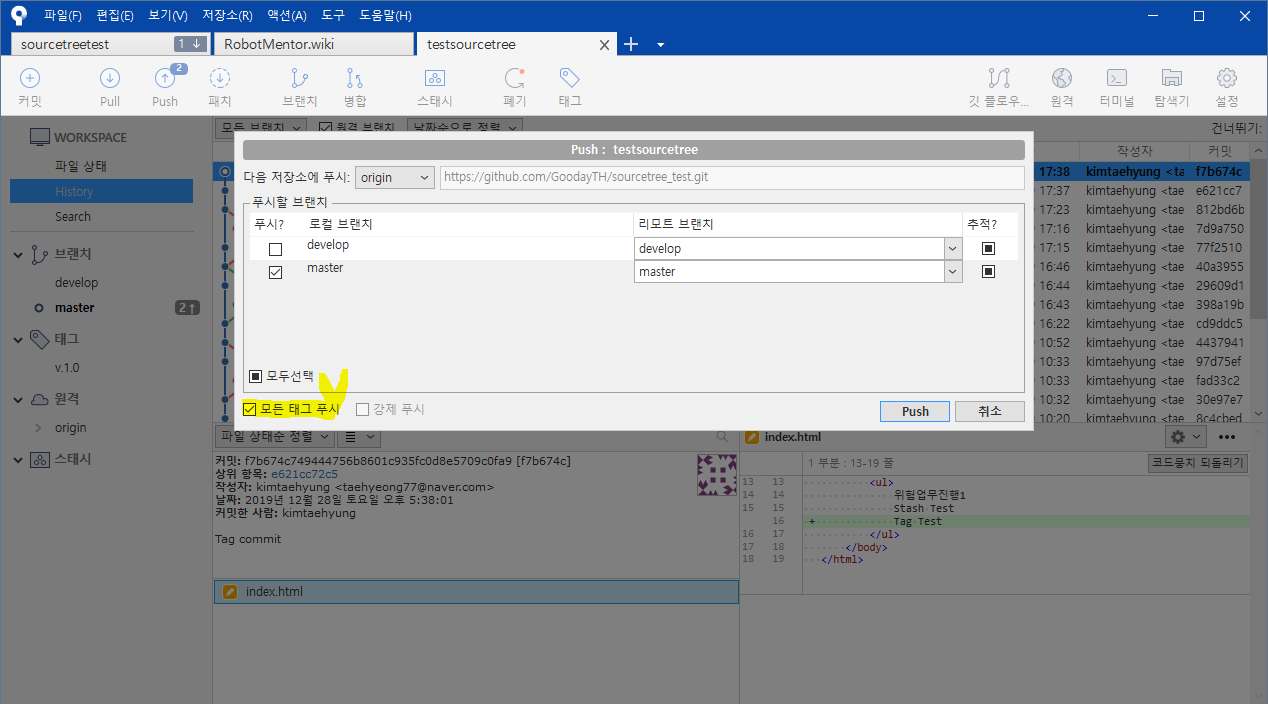 파일(F) 편집(E) 보기(V) 저장소(R) 액션(A) 도구 도움말(H)
sourcetreetest 1↓ RobotMentor.wiki testsourcetree
2
커밋 Pull Push 패치 브랜치 병합 스태시 폐기 태그 깃 플로우... 원격 터미널 탐색기 설정
WORKSPACE
파일 상태
History
Search
브랜치
develop
master 2↑
태그
v.1.0
원격
origin
스태시
모든 브랜치 원격 브랜치 날짜순으로 정렬 건너뛰기:
작성자 커밋
17:38 kimtaehyung <ta f7b674c
17:37 kimtaehyung <tae e621cc7
17:23 kimtaehyung <tae 812bd6b
17:16 kimtaehyung <tae 7d9a750
17:15 kimtaehyung <tae 77f2510
16:46 kimtaehyung <tae 40a3955
16:44 kimtaehyung <tae 29609d1
16:43 kimtaehyung <tae 398a19b
16:22 kimtaehyung <tae cd9ddc5
10:52 kimtaehyung <tae 4437941
10:33 kimtaehyung <tae 97d75ef
10:33 kimtaehyung <tae fad33c2
10:32 kimtaehyung <tae 30e97e7
10:20 kimtaehyung <tae 8c4cbed
Push : testsourcetree
다음 저장소에 푸시: origin https://github.com/GoodayTH/sourcetree_test.git
푸시할 브랜치
푸시? 로컬 브랜치 리모트 브랜치 추적?
develop develop
master master
모두선택
모든 태그 푸시 강제 푸시 Push 취소
파일 상태순 정렬
커밋: f7b674c749444756b8601c935fc0d8e5709c0fa9 [f7b674c]
상위 항목: e621cc72c5
작성자: kimtaehyung <taehyeong77@naver.com>
날짜: 2019년 12월 28일 토요일 오후 5:38:01
커밋한 사람: kimtaehyung
Tag commit
index.html
index.html
1 부분 : 13-19 줄 코드뭉치 되돌리기
13 13 <ul>
14 14 위험업무진행1
15 15 Stash Test
16 + Tag Test
16 17 </ul>
17 18 </body>
18 19 </html>